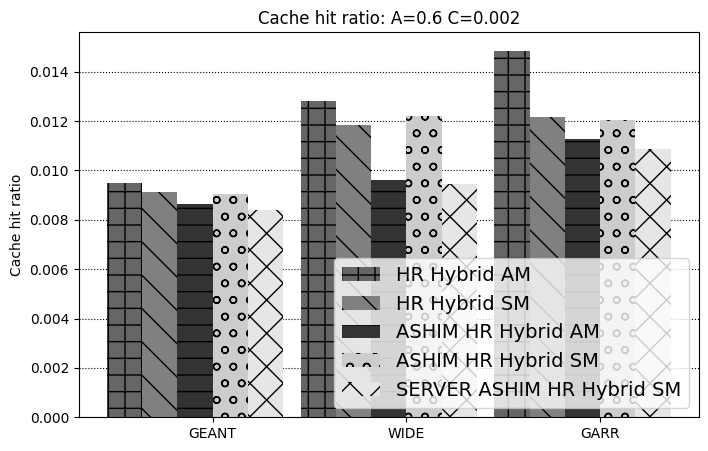 Cache hit ratio: A=0.6 C=0.002
Cache hit ratio
0.014
0.012
0.010
0.008
0.006
0.004
0.002
0.000
HR Hybrid AM
HR Hybrid SM
ASHIM HR Hybrid AM
ASHIM HR Hybrid SM
SERVER ASHIM HR Hybrid SM
GEANT
WIDE
GARR